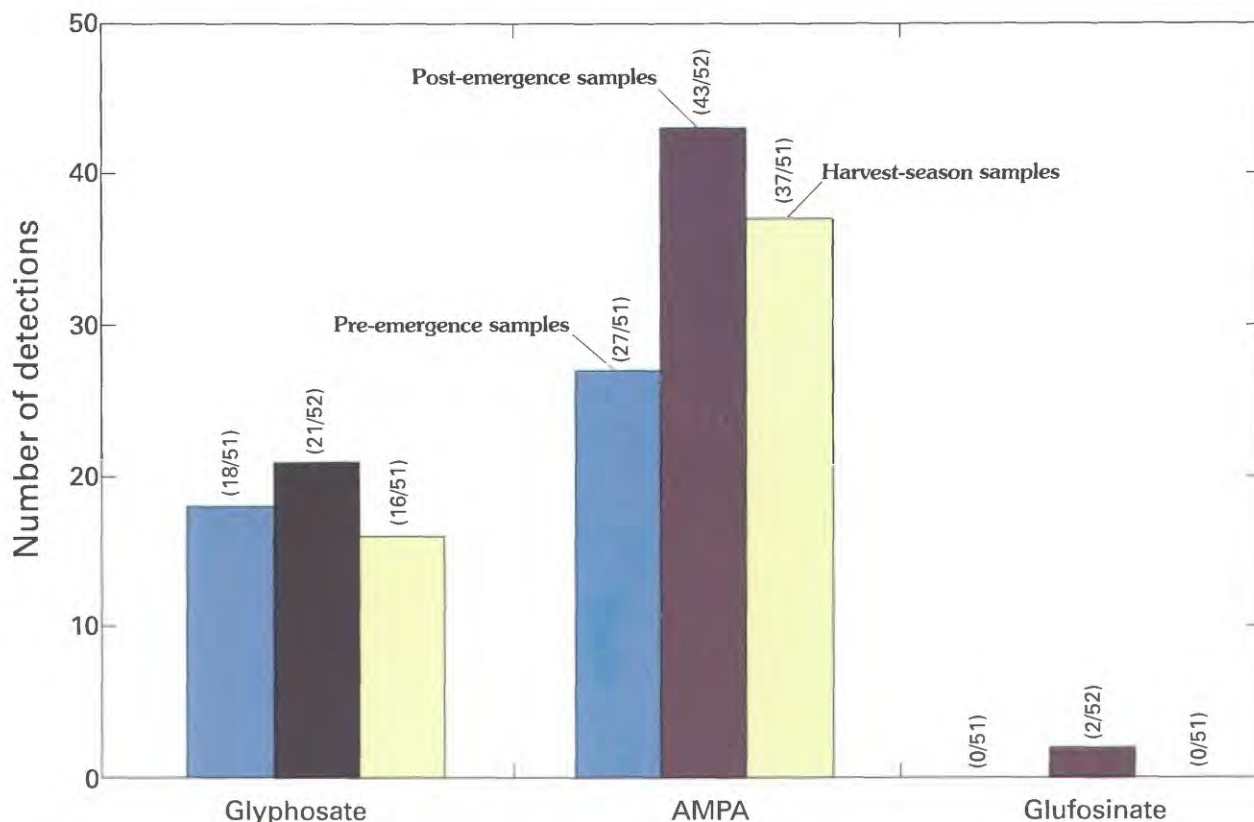 Number of detections
50
40
30
20
10
0
Post-emergence samples
Harvest-season samples
Pre-emergence samples
(18/51)
(21/52)
(16/51)
(27/51)
(43/52)
(37/51)
(0/51)
(2/52)
(0/51)
Glyphosate
AMPA
Glufosinate